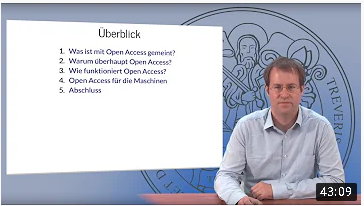 Überblick
1. Was ist mit Open Access gemeint?
2. Warum überhaupt Open Access?
3. Wie funktioniert Open Access?
4. Open Access für die Maschinen
5. Abschluss
TREVERI
43:09